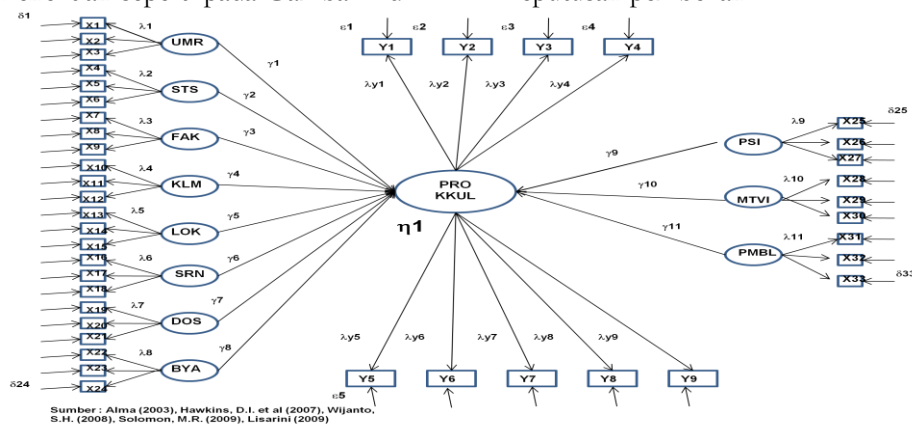 δ1
X1
X2
X3
X4
X5
X6
X7
X8
X9
X10
X11
X12
X13
X14
X15
X16
X17
X18
X19
X20
X21
X22
X23
X24
δ24
λ1
λ2
λ3
λ4
λ5
λ6
λ7
λ8
UMR
STS
FAK
KLM
LOK
SRN
DOS
BYA
γ1
γ2
γ3
γ4
γ5
γ6
γ7
γ8
ε1 ε2 ε3 ε4
Y1 Y2 Y3 Y4
λy1 λy2 λy3 λy4
PRO
KKUL
η1
γ9
γ10
γ11
PSI
MTVI
PMBL
λ9
λ10
λ11
δ25
X25
X26
X27
X28
X29
X30
X31
X32
X33
δ33
λy5 λy6 λy7 λy8 λy9
Y5 Y6 Y7 Y8 Y9
ε5
Sumber : Alma (2003), Hawkins, D.I. et al (2007), Wijanto,
S.H. (2008), Solomon, M.R. (2009), Lisarini (2009)